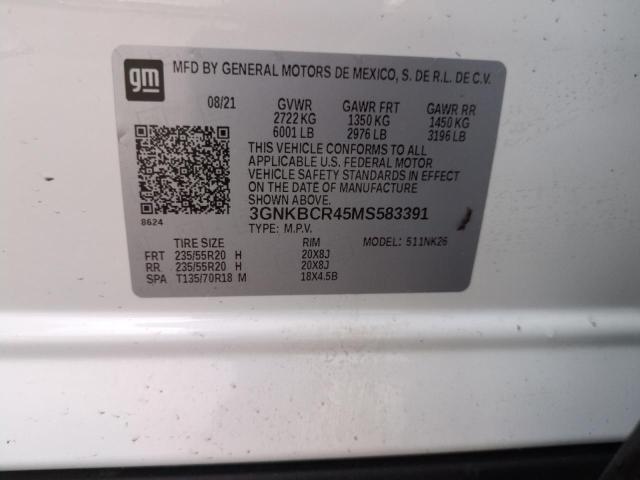 gm
MFD BY GENERAL MOTORS DE MEXICO, S. DE R.L. DE C.V.
08/21 GVWR GAWR FRT GAWR RR
2722 KG 1350 KG 1450 KG
6001 LB 2976 LB 3196 LB
THIS VEHICLE CONFORMS TO ALL
APPLICABLE U.S. FEDERAL MOTOR
VEHICLE SAFETY STANDARDS IN EFFECT
ON THE DATE OF MANUFACTURE
SHOWN ABOVE.
3GNKBCR45MS583391
8624
TYPE: M.P.V.
TIRE SIZE RIM MODEL: 511NK26
FRT 235/55R20 H 20X8J
RR 235/55R20 H 20X8J
SPA T135/70R18 M 18X4.5B